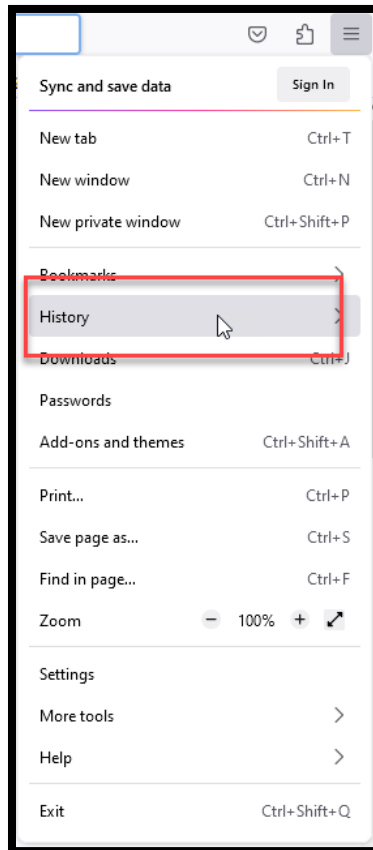 Sync and save data Sign In
New tab Ctrl+T
New window Ctrl+N
New private window Ctrl+Shift+P
Bookmarks
History
Downloads Ctrl+J
Passwords
Add-ons and themes Ctrl+Shift+A
Print... Ctrl+P
Save page as... Ctrl+S
Find in page... Ctrl+F
Zoom − 100% +
Settings
More tools
Help
Exit Ctrl+Shift+Q